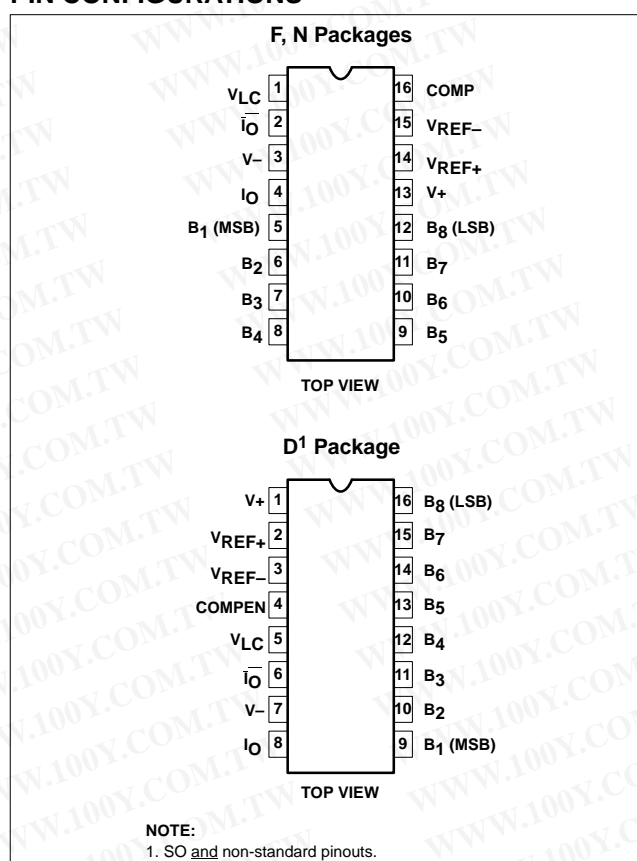 PIN CONFIGURATIONS
F, N Packages
VLC 1 16 COMP
IO 2 15 VREF–
V– 3 14 VREF+
IO 4 13 V+
B1 (MSB) 5 12 B8 (LSB)
B2 6 11 B7
B3 7 10 B6
B4 8 9 B5
TOP VIEW
D1 Package
V+ 1 16 B8 (LSB)
VREF+ 2 15 B7
VREF– 3 14 B6
COMPEN 4 13 B5
VLC 5 12 B4
IO 6 11 B3
V– 7 10 B2
IO 8 9 B1 (MSB)
TOP VIEW
NOTE:
1. SO and non-standard pinouts.
WWW.100Y.COM.TW